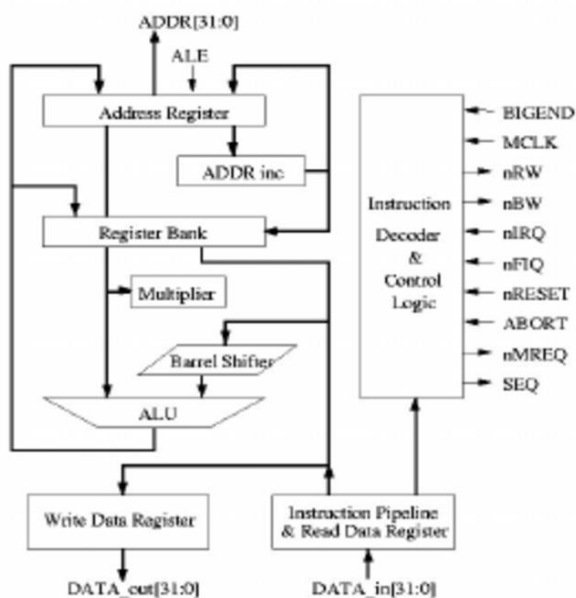 ADDR[31:0]
ALE
Address Register
ADDR inc
Register Bank
Multiplier
Barrel Shifter
ALU
Write Data Register
DATA_out[31:0]
Instruction Pipeline
& Read Data Register
DATA_in[31:0]
Instruction
Decoder
&
Control
Logic
BIGEND
MCLK
nRW
nBW
nIRQ
nFIQ
nRESET
ABORT
nMREQ
SEQ